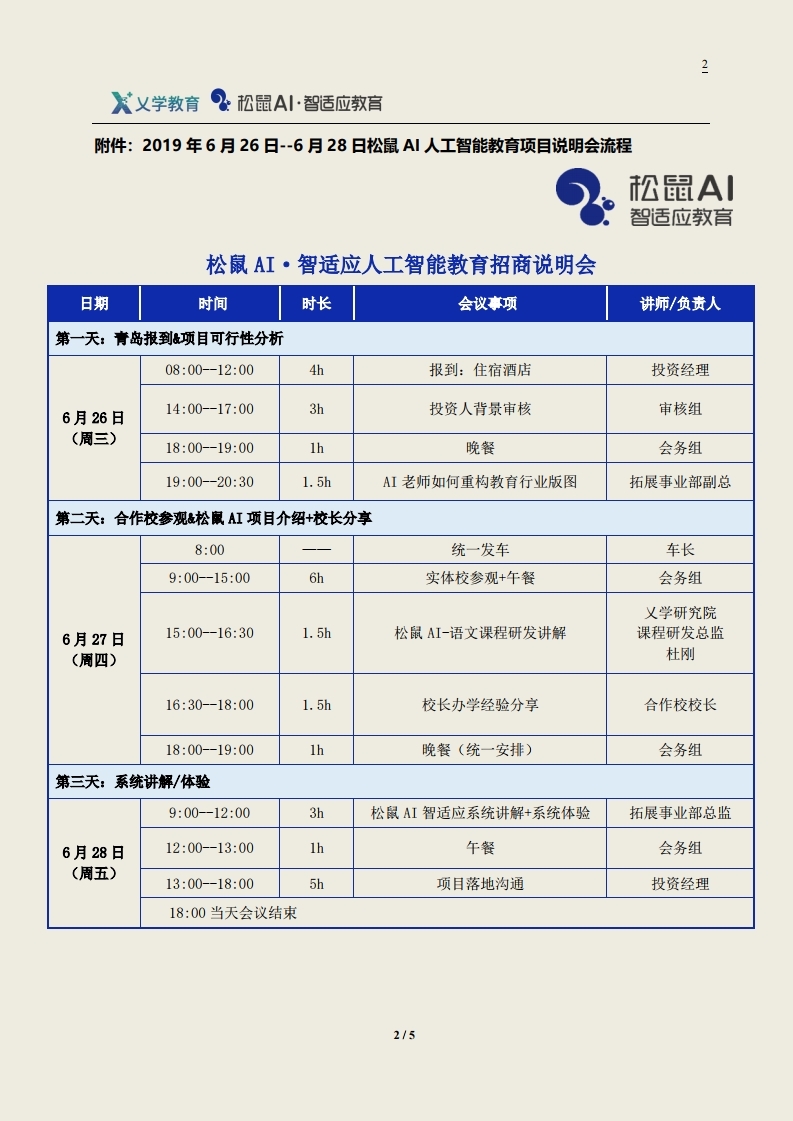 2
乂学教育 松鼠AI·智适应教育
附件：2019 年 6 月 26 日--6 月 28 日松鼠 AI 人工智能教育项目说明会流程
松鼠AI
智适应教育
松鼠 AI·智适应人工智能教育招商说明会
日期 时间 时长 会议事项 讲师/负责人
第一天：青岛报到&项目可行性分析
6 月 26 日
（周三）
08:00--12:00 4h 报到：住宿酒店 投资经理
14:00--17:00 3h 投资人背景审核 审核组
18:00--19:00 1h 晚餐 会务组
19:00--20:30 1.5h AI 老师如何重构教育行业版图 拓展事业部副总
第二天：合作校参观&松鼠 AI 项目介绍+校长分享
6 月 27 日
（周四）
8:00 —— 统一发车 车长
9:00--15:00 6h 实体校参观+午餐 会务组
15:00--16:30 1.5h 松鼠 AI-语文课程研发讲解 乂学研究院
课程研发总监
杜刚
16:30--18:00 1.5h 校长办学经验分享 合作校校长
18:00--19:00 1h 晚餐（统一安排） 会务组
第三天：系统讲解/体验
6 月 28 日
（周五）
9:00--12:00 3h 松鼠 AI 智适应系统讲解+系统体验 拓展事业部总监
12:00--13:00 1h 午餐 会务组
13:00--18:00 5h 项目落地沟通 投资经理
18:00 当天会议结束
2 / 5